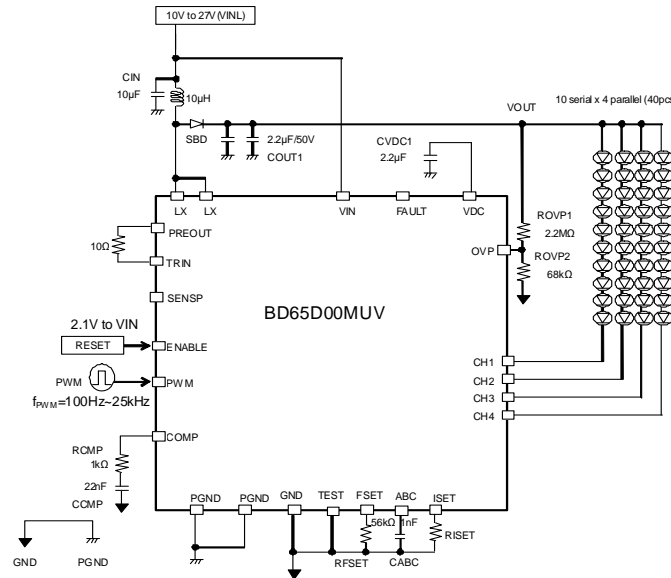 10V to 27V (VINL)
CIN
10µF
10µH
SBD
2.2µF/50V
COUT1
CVDC1
2.2µF
VOUT
10 serial x 4 parallel (40pcs
LX
LX
VIN
FAULT
VDC
PREOUT
10Ω
TRIN
SENSP
OVP
ROVP1
2.2MΩ
ROVP2
68kΩ
BD65D00MUV
2.1V to VIN
RESET
ENABLE
PWM
PWM
fPWM=100Hz~25kHz
COMP
RCMP
1kΩ
22nF
CCMP
CH1
CH2
CH3
CH4
PGND
PGND
GND
TEST
FSET
ABC
ISET
56kΩ
1nF
RISET
RFSET
CABC
GND
PGND